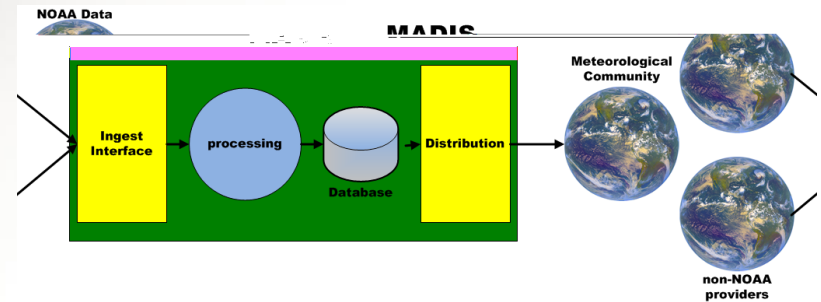 NOAA Data
MADIS
Meteorological
Community
Ingest
Interface
processing
Database
Distribution
non-NOAA
providers